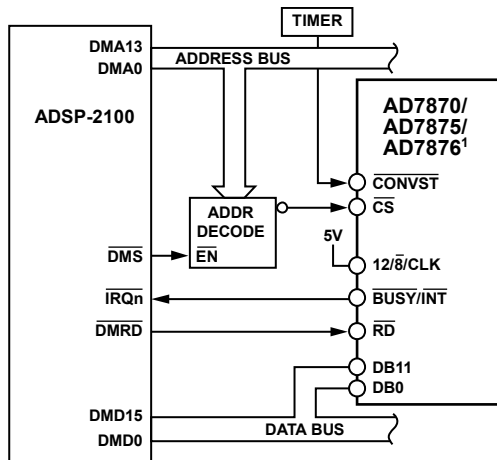 TIMER
DMA13
DMA0
ADDRESS BUS
ADSP-2100
AD7870/
AD7875/
AD7876¹
CONVST
CS
ADDR
DECODE
EN
5V
DMS
12/8/CLK
IRQn
BUSY/INT
DMRD
RD
DB11
DB0
DMD15
DMD0
DATA BUS